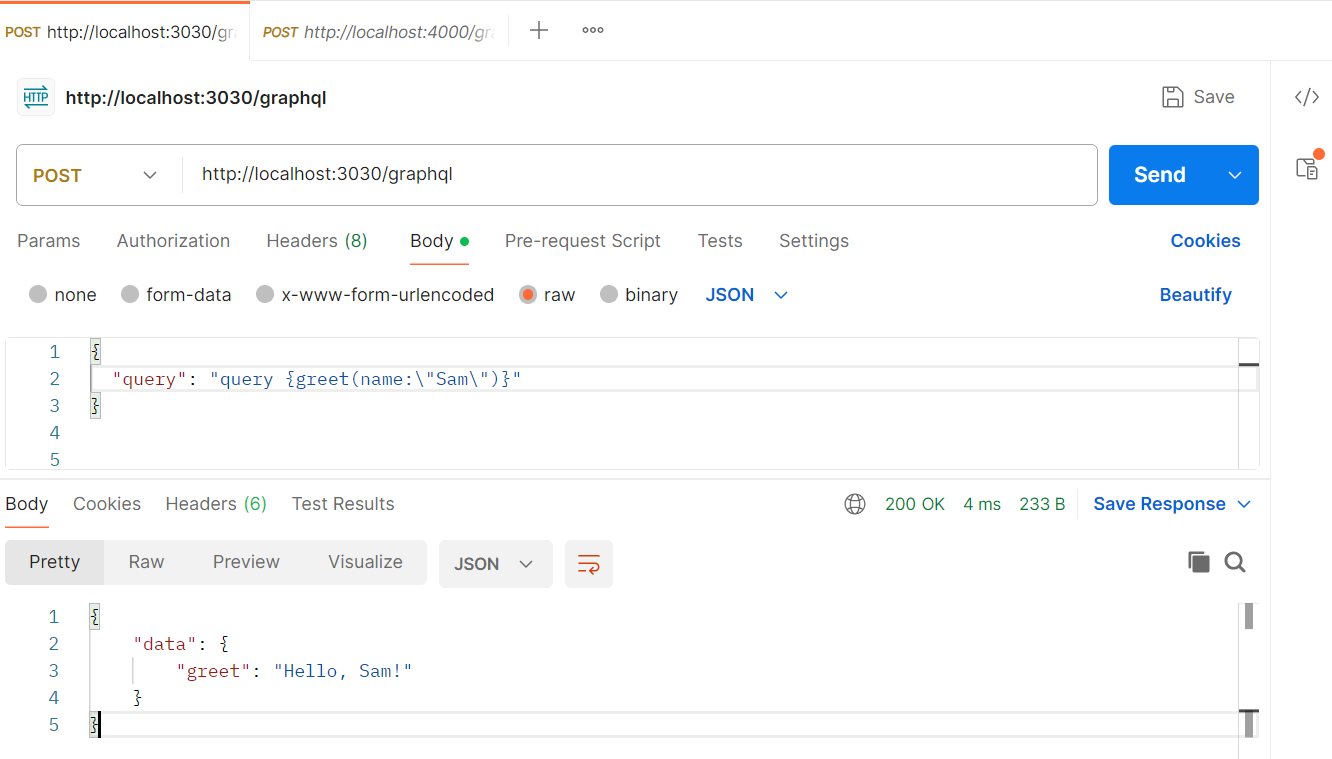 POST http://localhost:3030/gr POST http://localhost:4000/gra
HTTP http://localhost:3030/graphql Save </>
POST http://localhost:3030/graphql Send
Params Authorization Headers (8) Body Pre-request Script Tests Settings Cookies
none form-data x-www-form-urlencoded raw binary JSON Beautify
1 {
2 "query": "query {greet(name:\"Sam\")}"
3 }
4
5
Body Cookies Headers (6) Test Results 200 OK 4 ms 233 B Save Response
Pretty Raw Preview Visualize JSON
1 {
2 "data": {
3 "greet": "Hello, Sam!"
4 }
5 }